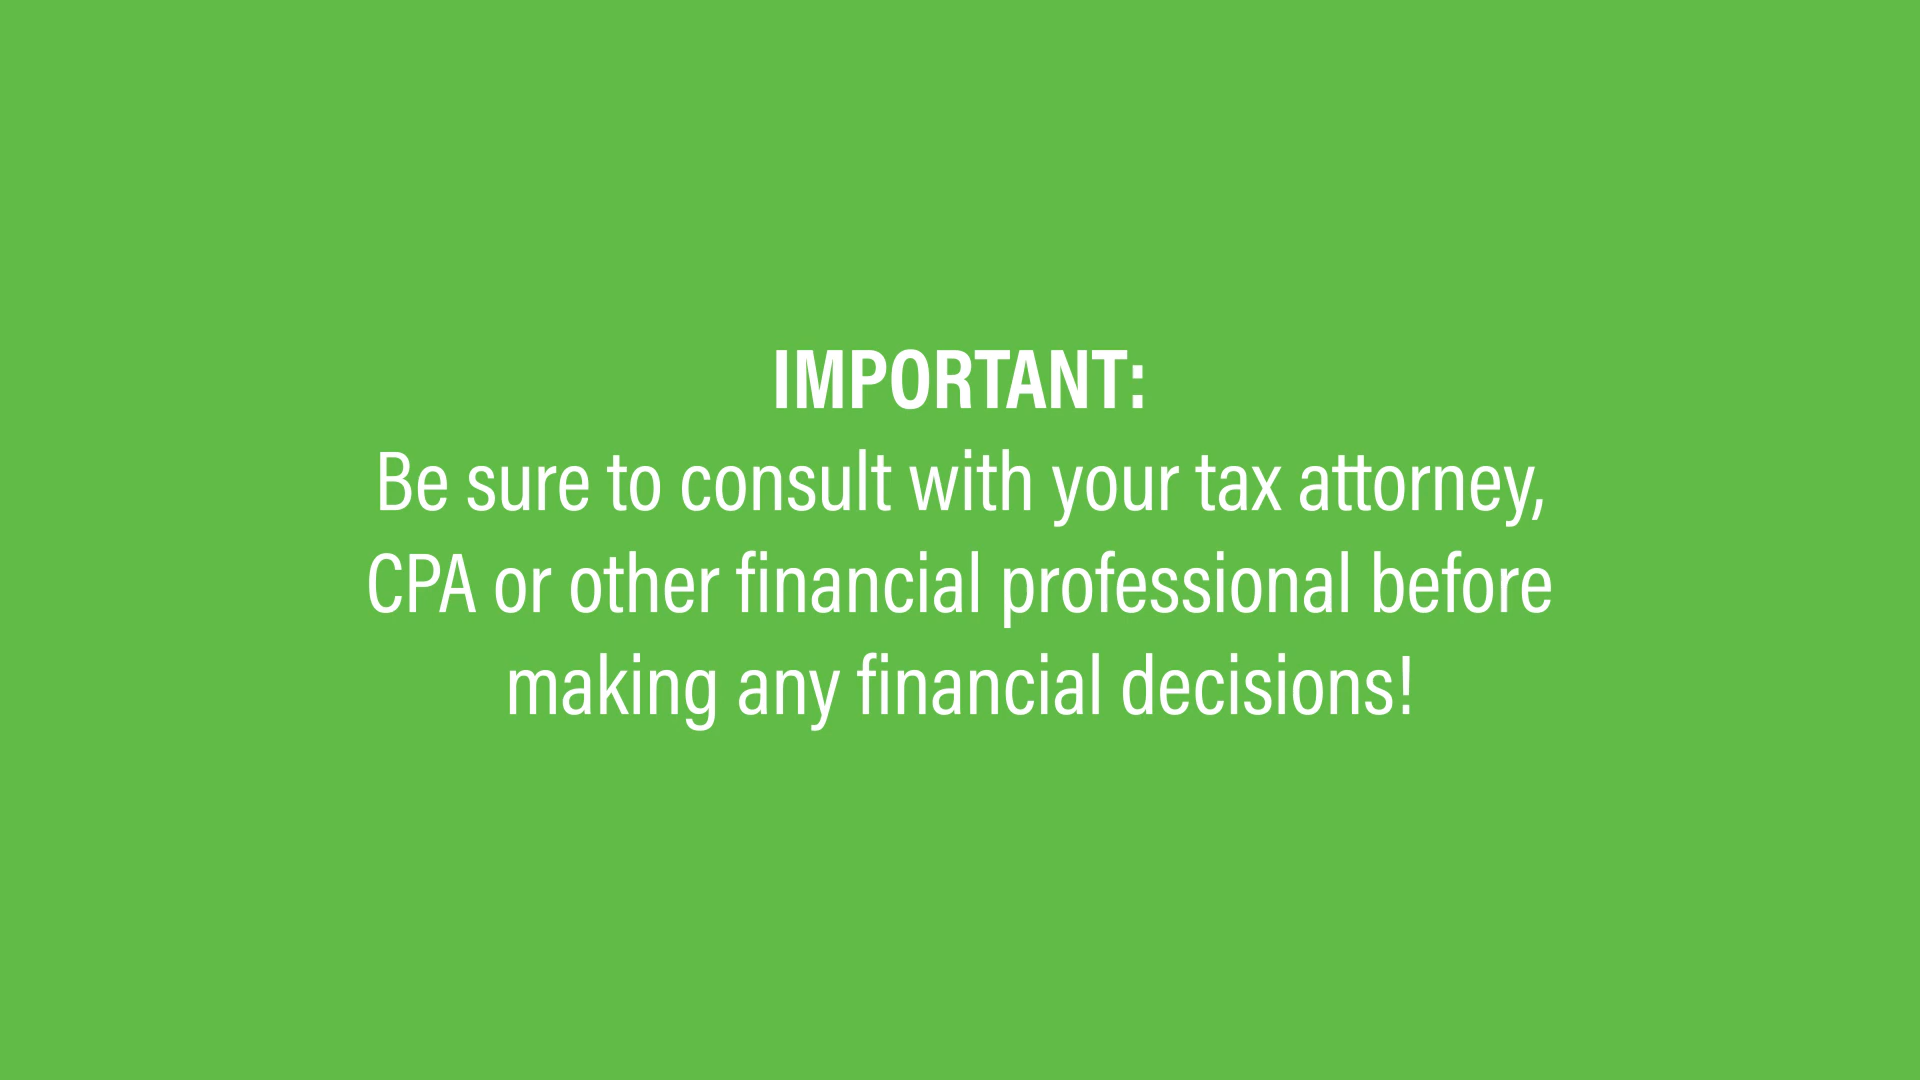 IMPORTANT:
Be sure to consult with your tax attorney,
CPA or other financial professional before
making any financial decisions!